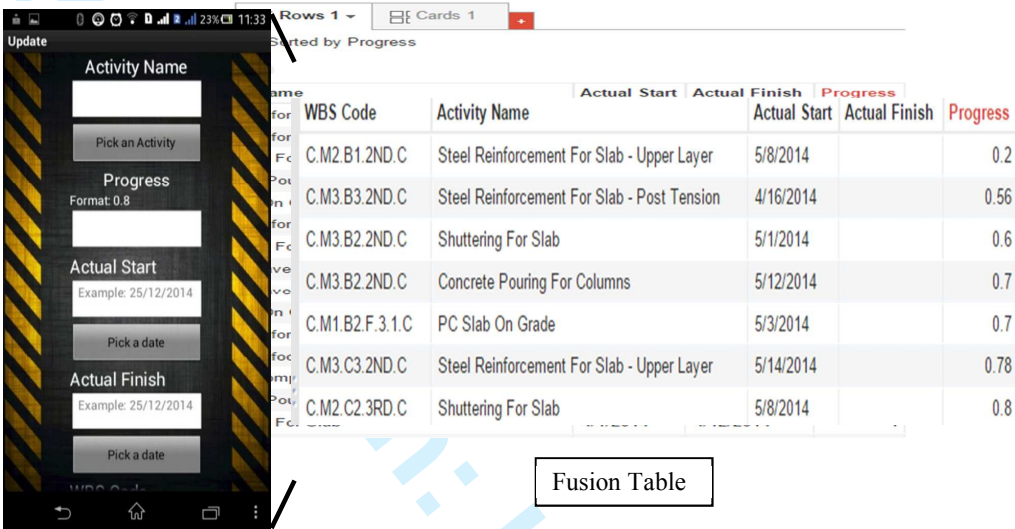 23% 11:33
Update
Activity Name
Pick an Activity
Progress
Format: 0.8
Actual Start
Example: 25/12/2014
Pick a date
Actual Finish
Example: 25/12/2014
Pick a date
WBS Code
Rows 1 Cards 1 +
Sorted by Progress
Actual Start Actual Finish Progress
WBS Code Activity Name Actual Start Actual Finish Progress
C.M2.B1.2ND.C Steel Reinforcement For Slab - Upper Layer 5/8/2014 0.2
C.M3.B3.2ND.C Steel Reinforcement For Slab - Post Tension 4/16/2014 0.56
C.M3.B2.2ND.C Shuttering For Slab 5/1/2014 0.6
C.M3.B2.2ND.C Concrete Pouring For Columns 5/12/2014 0.7
C.M1.B2.F.3.1.C PC Slab On Grade 5/3/2014 0.7
C.M3.C3.2ND.C Steel Reinforcement For Slab - Upper Layer 5/14/2014 0.78
C.M2.C2.3RD.C Shuttering For Slab 5/8/2014 0.8
Fusion Table